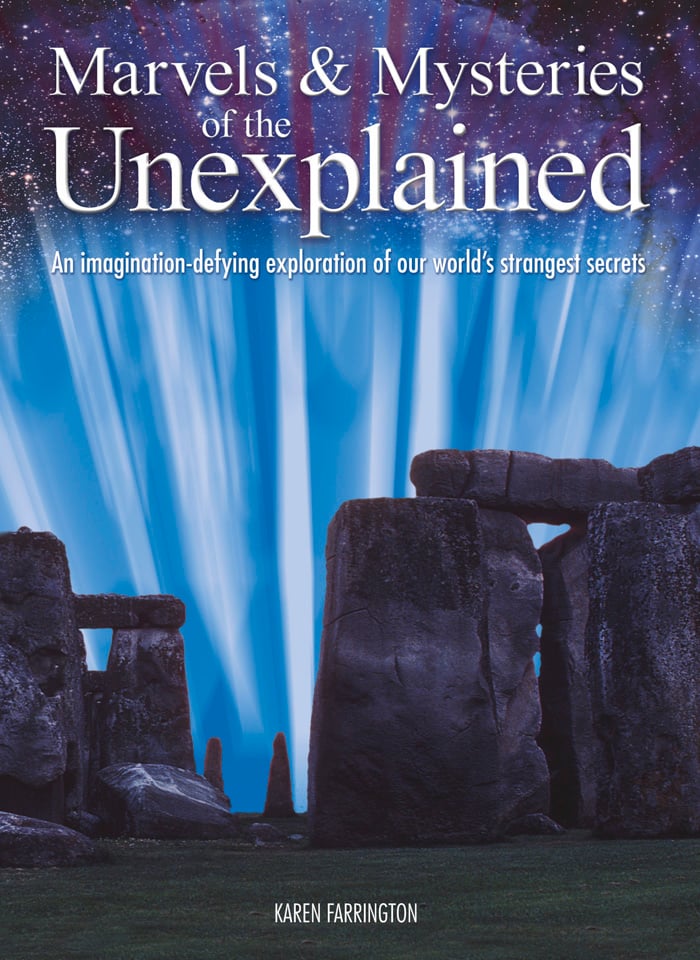 Marvels & Mysteries
of the
Unexplained
An imagination-defying exploration of our world's strangest secrets
KAREN FARRINGTON